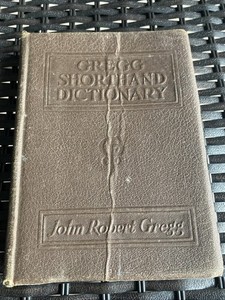 GREGG
SHORTHAND
DICTIONARY
John Robert Gregg